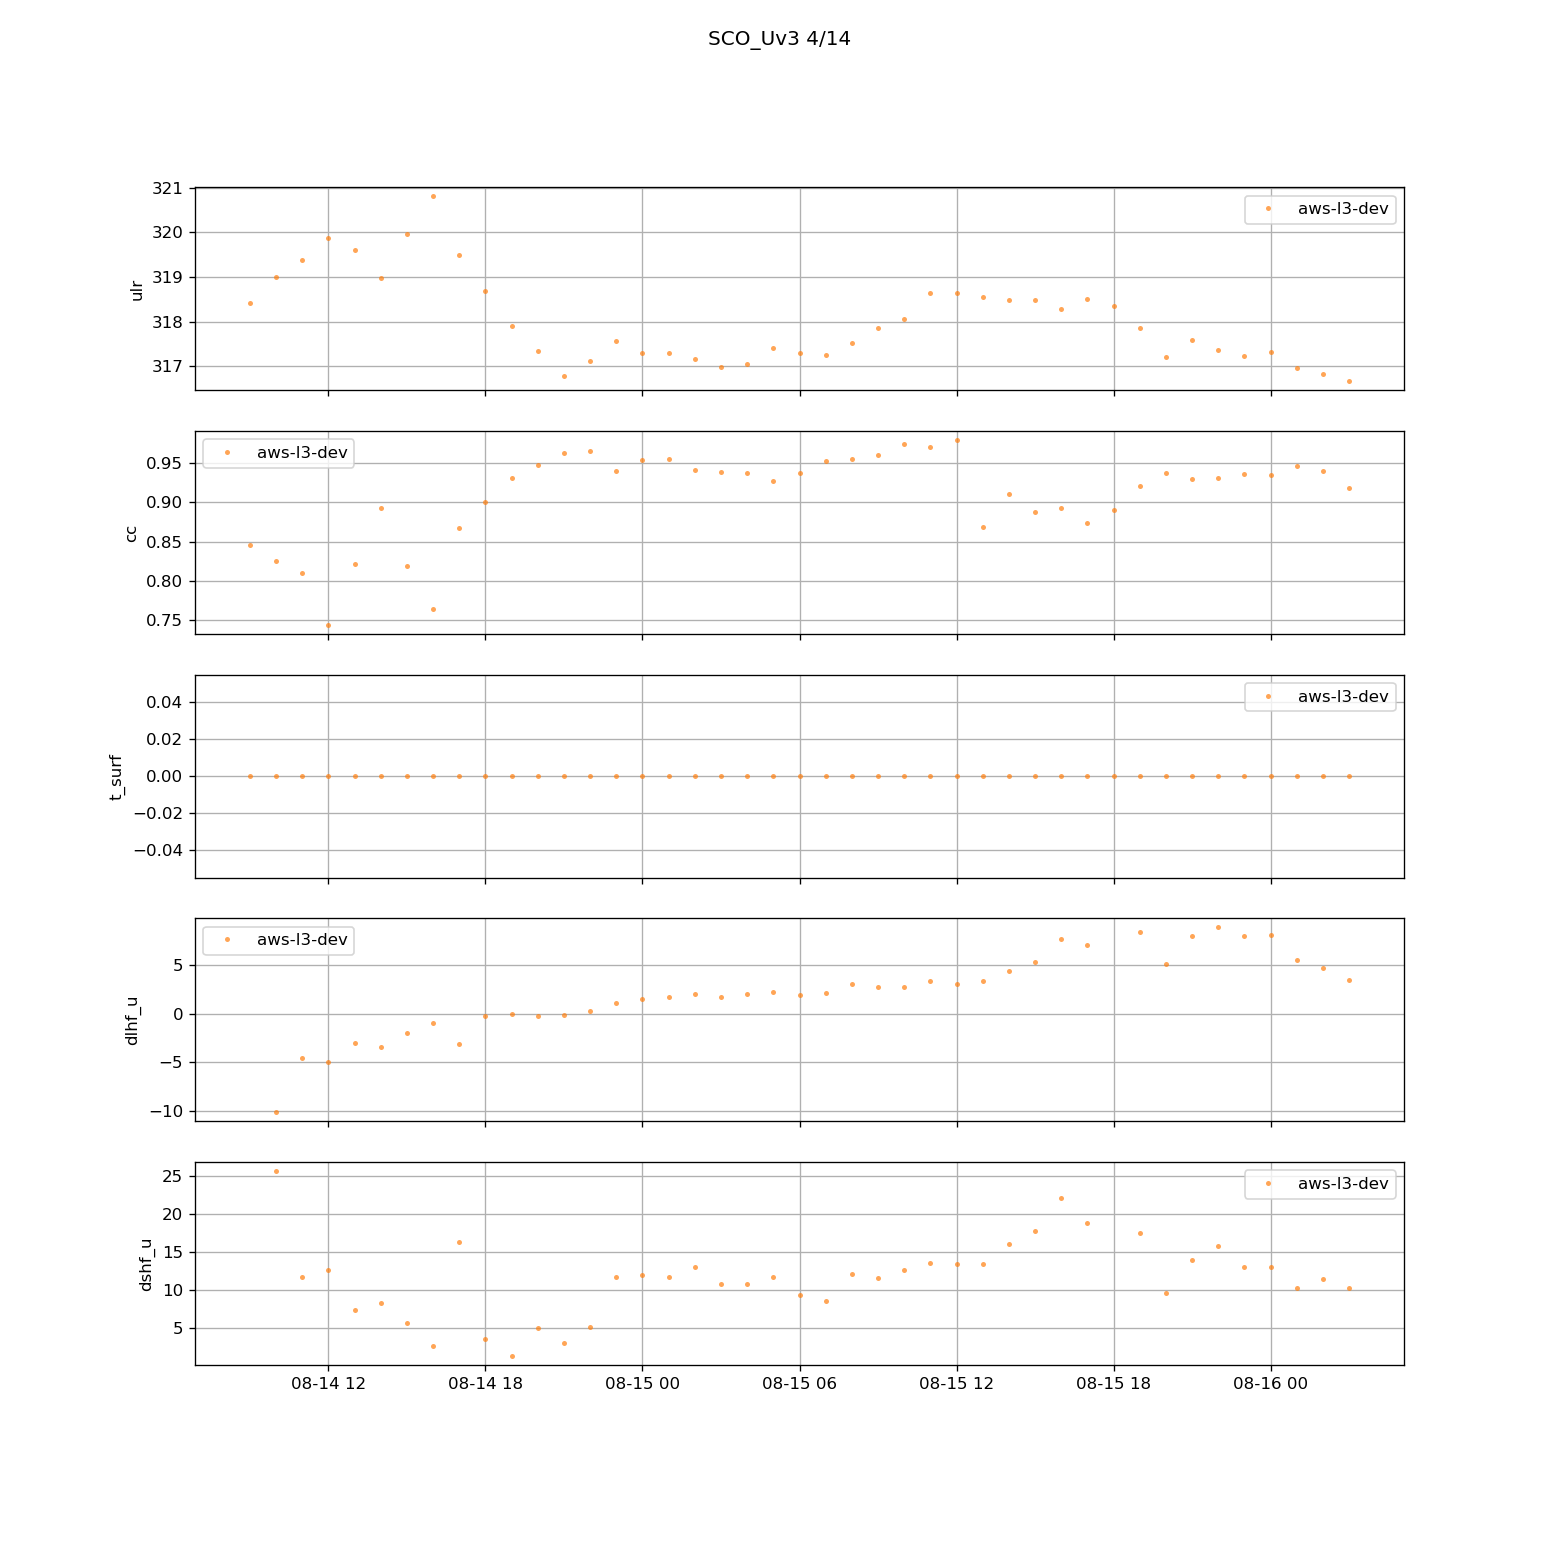 SCO_Uv3 4/14
321
320
319
318
317
ulr
aws-l3-dev
0.95
0.90
0.85
0.80
0.75
cc
aws-l3-dev
0.04
0.02
0.00
−0.02
−0.04
t_surf
aws-l3-dev
5
0
−5
−10
dlhf_u
aws-l3-dev
25
20
15
10
5
dshf_u
aws-l3-dev
08-14 12
08-14 18
08-15 00
08-15 06
08-15 12
08-15 18
08-16 00